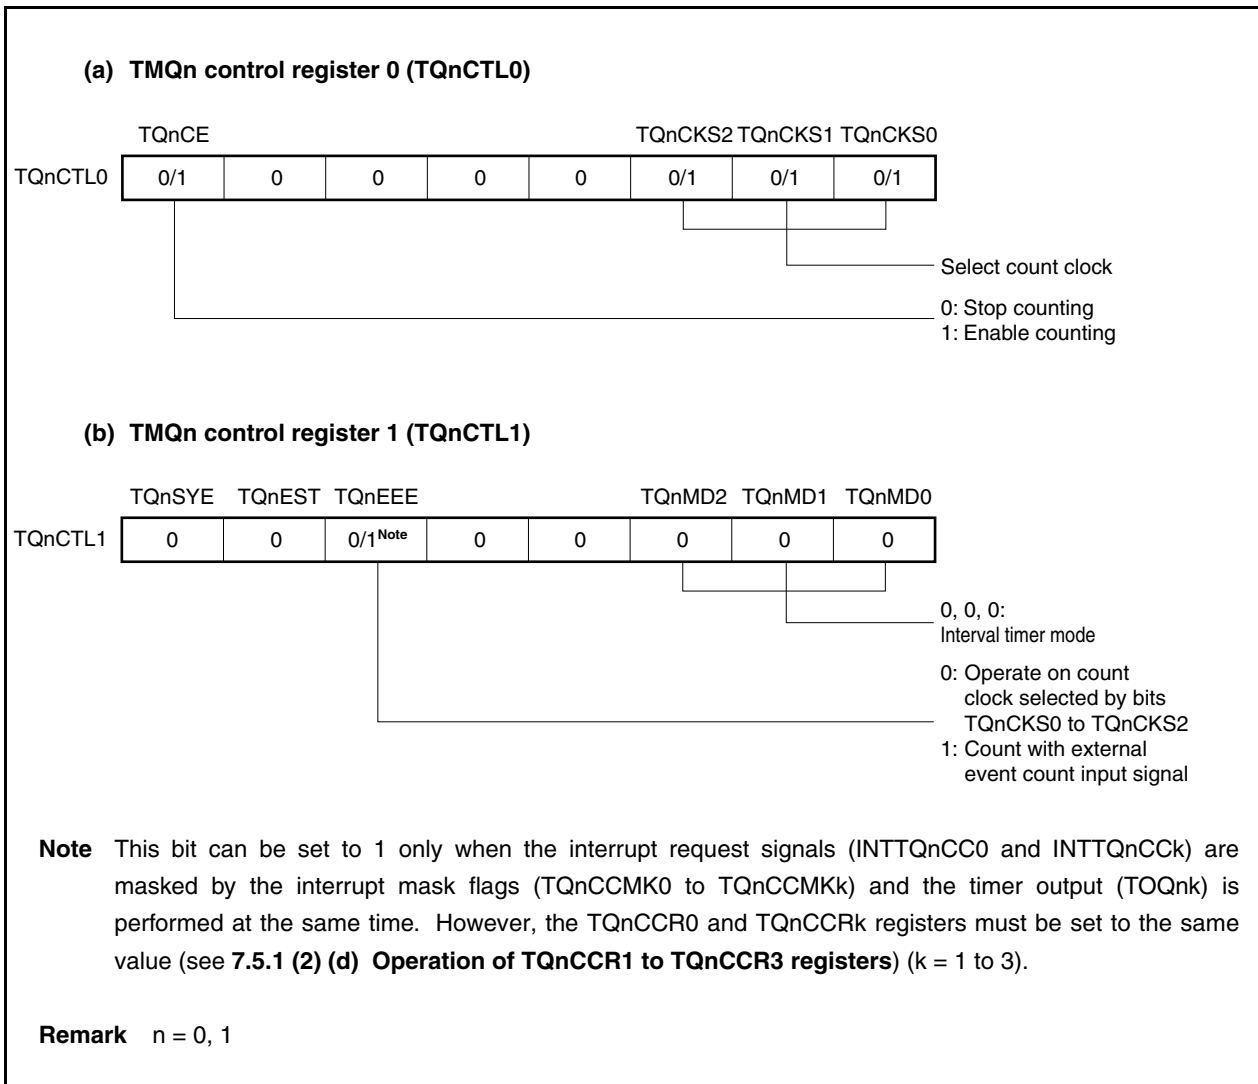 (a) TMQn control register 0 (TQnCTL0)
TQnCE TQnCKS2 TQnCKS1 TQnCKS0
TQnCTL0 0/1 0 0 0 0 0/1 0/1 0/1
Select count clock
0: Stop counting
1: Enable counting
(b) TMQn control register 1 (TQnCTL1)
TQnSYE TQnEST TQnEEE TQnMD2 TQnMD1 TQnMD0
TQnCTL1 0 0 0/1Note 0 0 0 0 0
0, 0, 0:
Interval timer mode
0: Operate on count
clock selected by bits
TQnCKS0 to TQnCKS2
1: Count with external
event count input signal
Note This bit can be set to 1 only when the interrupt request signals (INTTQnCC0 and INTTQnCCk) are
masked by the interrupt mask flags (TQnCCMK0 to TQnCCMKk) and the timer output (TOQnk) is
performed at the same time. However, the TQnCCR0 and TQnCCRk registers must be set to the same
value (see 7.5.1 (2) (d) Operation of TQnCCR1 to TQnCCR3 registers) (k = 1 to 3).
Remark n = 0, 1